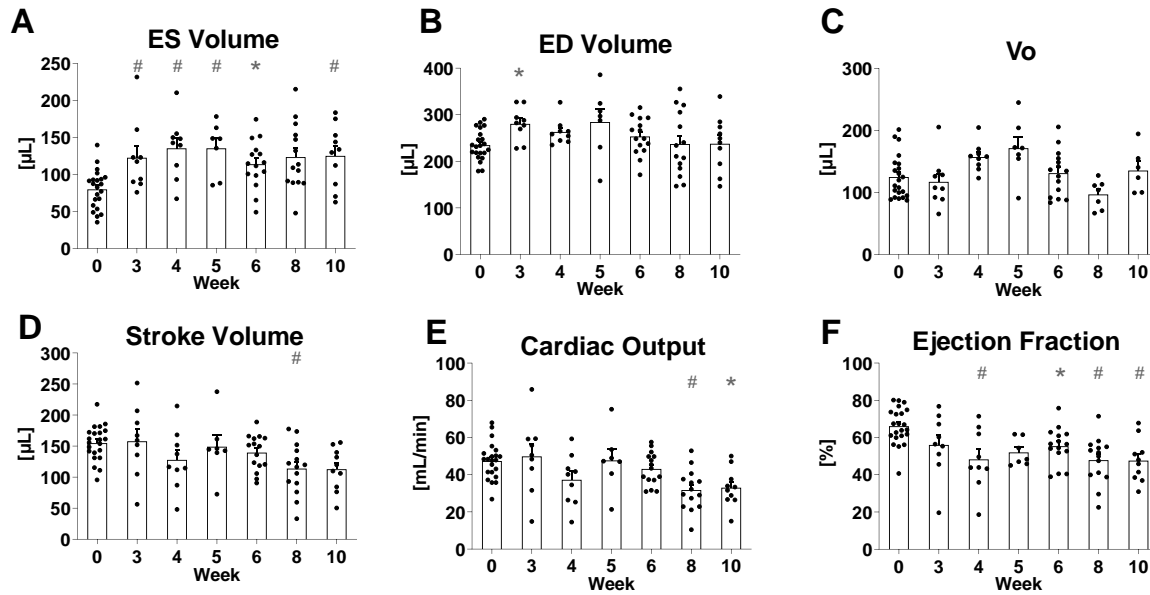 A
ES Volume
[µL]
250
200
150
100
50
0
# # # * #
0 3 4 5 6 8 10
Week
B
ED Volume
[µL]
400
300
200
100
0
*
0 3 4 5 6 8 10
Week
C
Vo
[µL]
300
200
100
0
0 3 4 5 6 8 10
Week
D
Stroke Volume
[µL]
300
250
200
150
100
50
0
#
0 3 4 5 6 8 10
Week
E
Cardiac Output
[mL/min]
100
80
60
40
20
0
# *
0 3 4 5 6 8 10
Week
F
Ejection Fraction
[%]
100
80
60
40
20
0
# * # #
0 3 4 5 6 8 10
Week